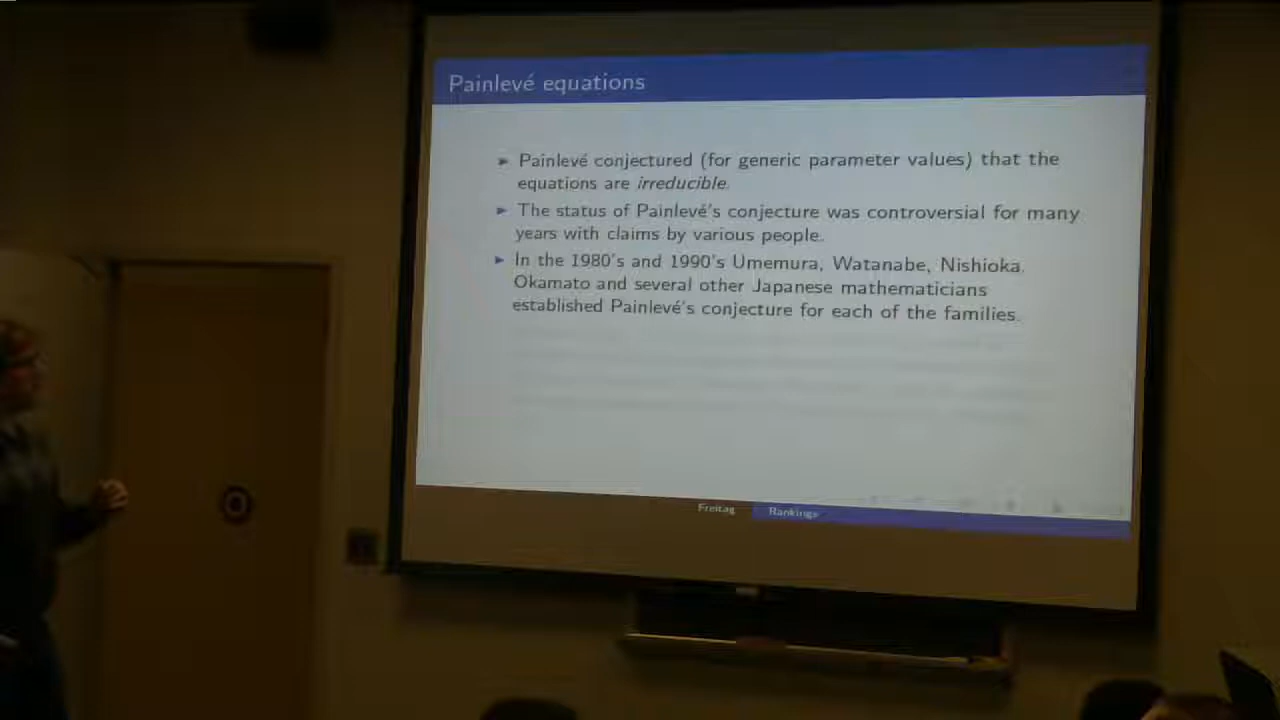 Painlevé equations
► Painlevé conjectured (for generic parameter values) that the
equations are irreducible.
► The status of Painlevé's conjecture was controversial for many
years with claims by various people.
► In the 1980's and 1990's Umemura, Watanabe, Nishioka,
Okamato and several other Japanese mathematicians
established Painlevé's conjecture for each of the families.
Freitag Rankings